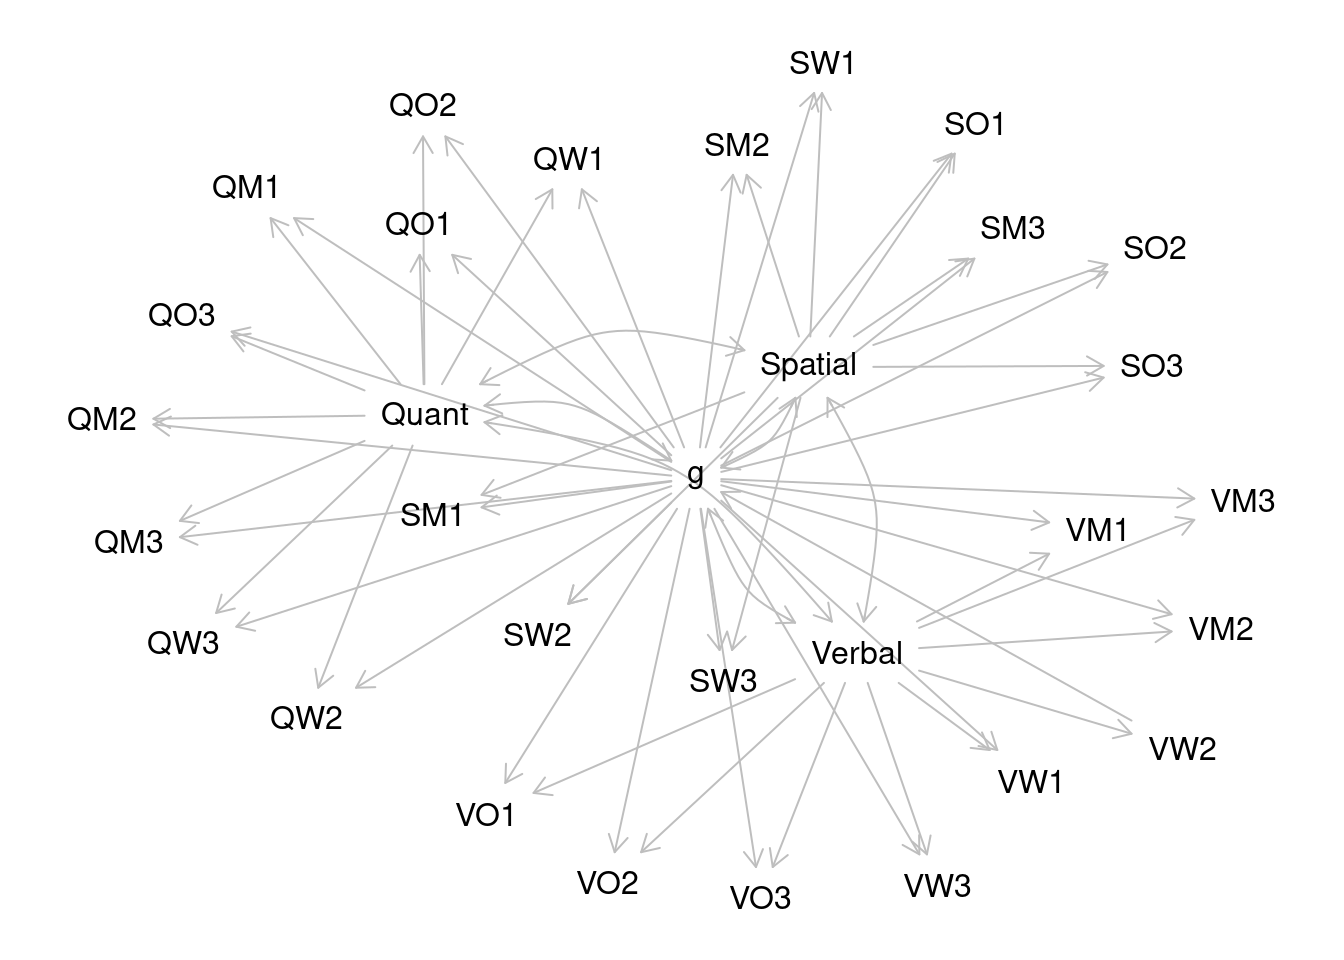 SW1
QO2
SO1
SM2
QW1
QM1
QO1
SM3
SO2
QO3
Spatial
SO3
QM2
Quant
g
VM3
SM1
VM1
QM3
VM2
SW2
QW3
Verbal
SW3
QW2
VW2
VW1
VO1
VO2
VW3
VO3